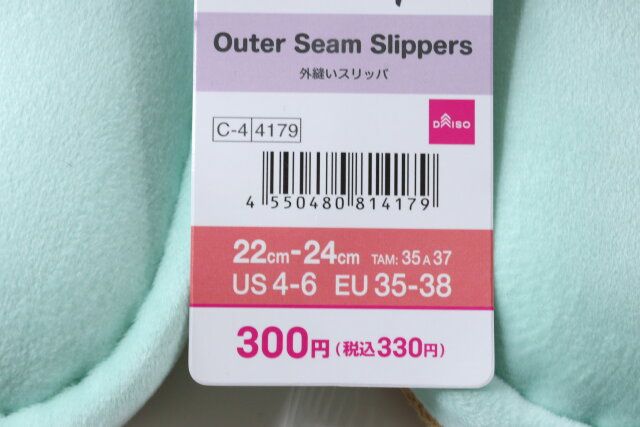 Outer Seam Slippers
外縫いスリッパ
C-4 4179
DAISO
4 550480 814179
22cm-24cm TAM: 35 A 37
US 4-6 EU 35-38
300円(税込330円)